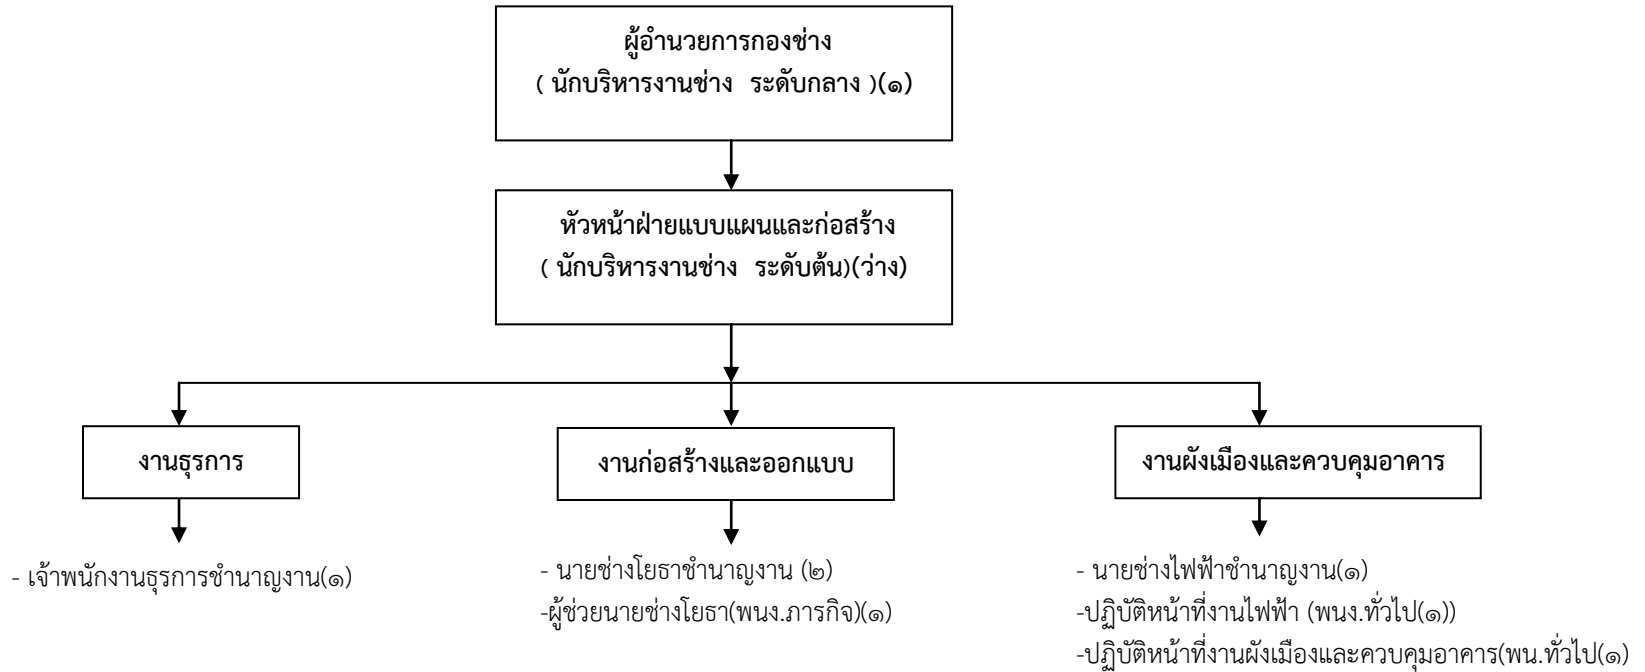 ผู้อำนวยการกองช่าง
( นักบริหารงานช่าง ระดับกลาง )(๑)
หัวหน้าฝ่ายแบบแผนและก่อสร้าง
( นักบริหารงานช่าง ระดับต้น)(ว่าง)
งานธุรการ
งานก่อสร้างและออกแบบ
งานผังเมืองและควบคุมอาคาร
- เจ้าพนักงานธุรการชำนาญงาน(๑)
- นายช่างโยธาชำนาญงาน (๒)
-ผู้ช่วยนายช่างโยธา(พนง.ภารกิจ)(๑)
- นายช่างไฟฟ้าชำนาญงาน(๑)
-ปฏิบัติหน้าที่งานไฟฟ้า (พนง.ทั่วไป(๑))
-ปฏิบัติหน้าที่งานผังเมืองและควบคุมอาคาร(พน.ทั่วไป(๑)